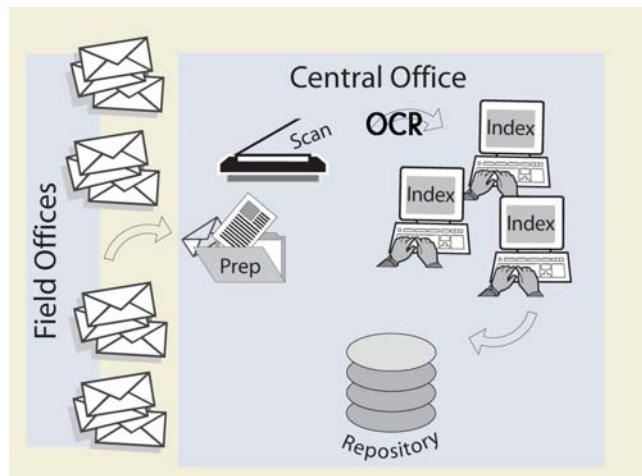 Central Office
Field Offices
Scan
OCR
Index
Index
Index
Prep
Repository